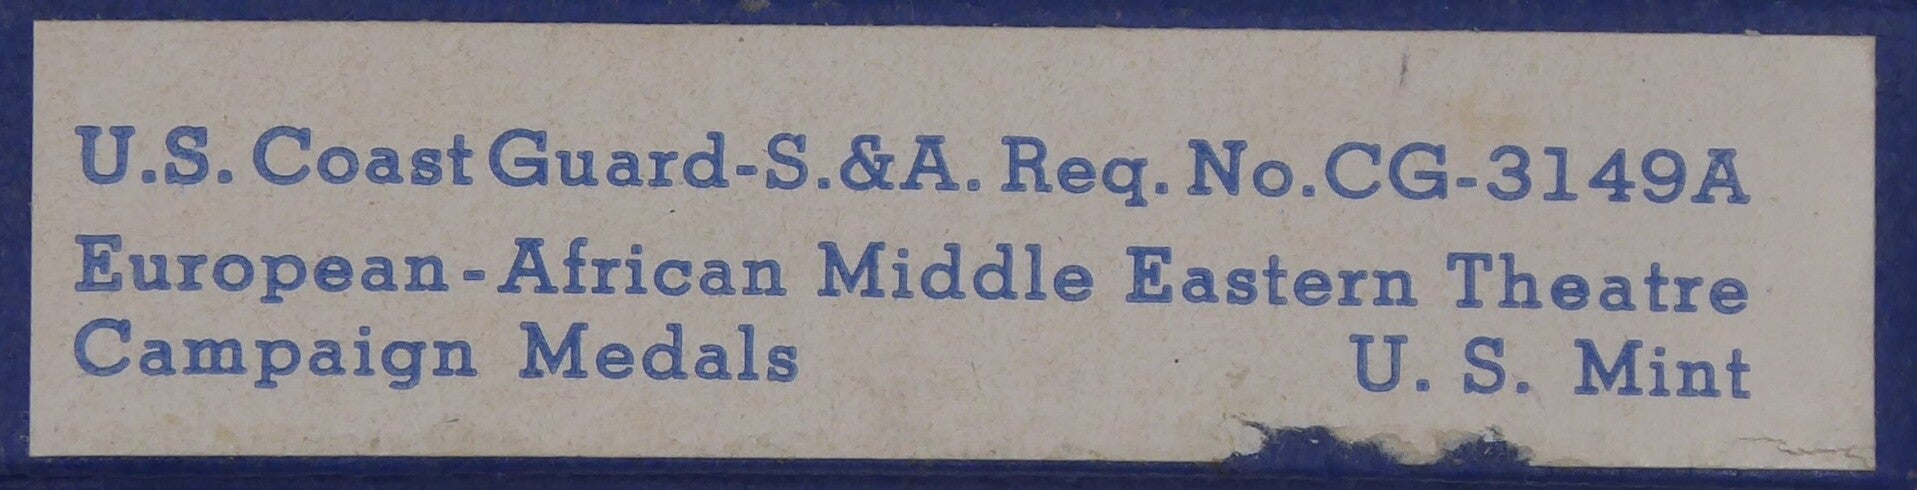 U.S. Coast Guard-S.&A. Req. No.CG-3149A
European-African Middle Eastern Theatre
Campaign Medals U. S. Mint